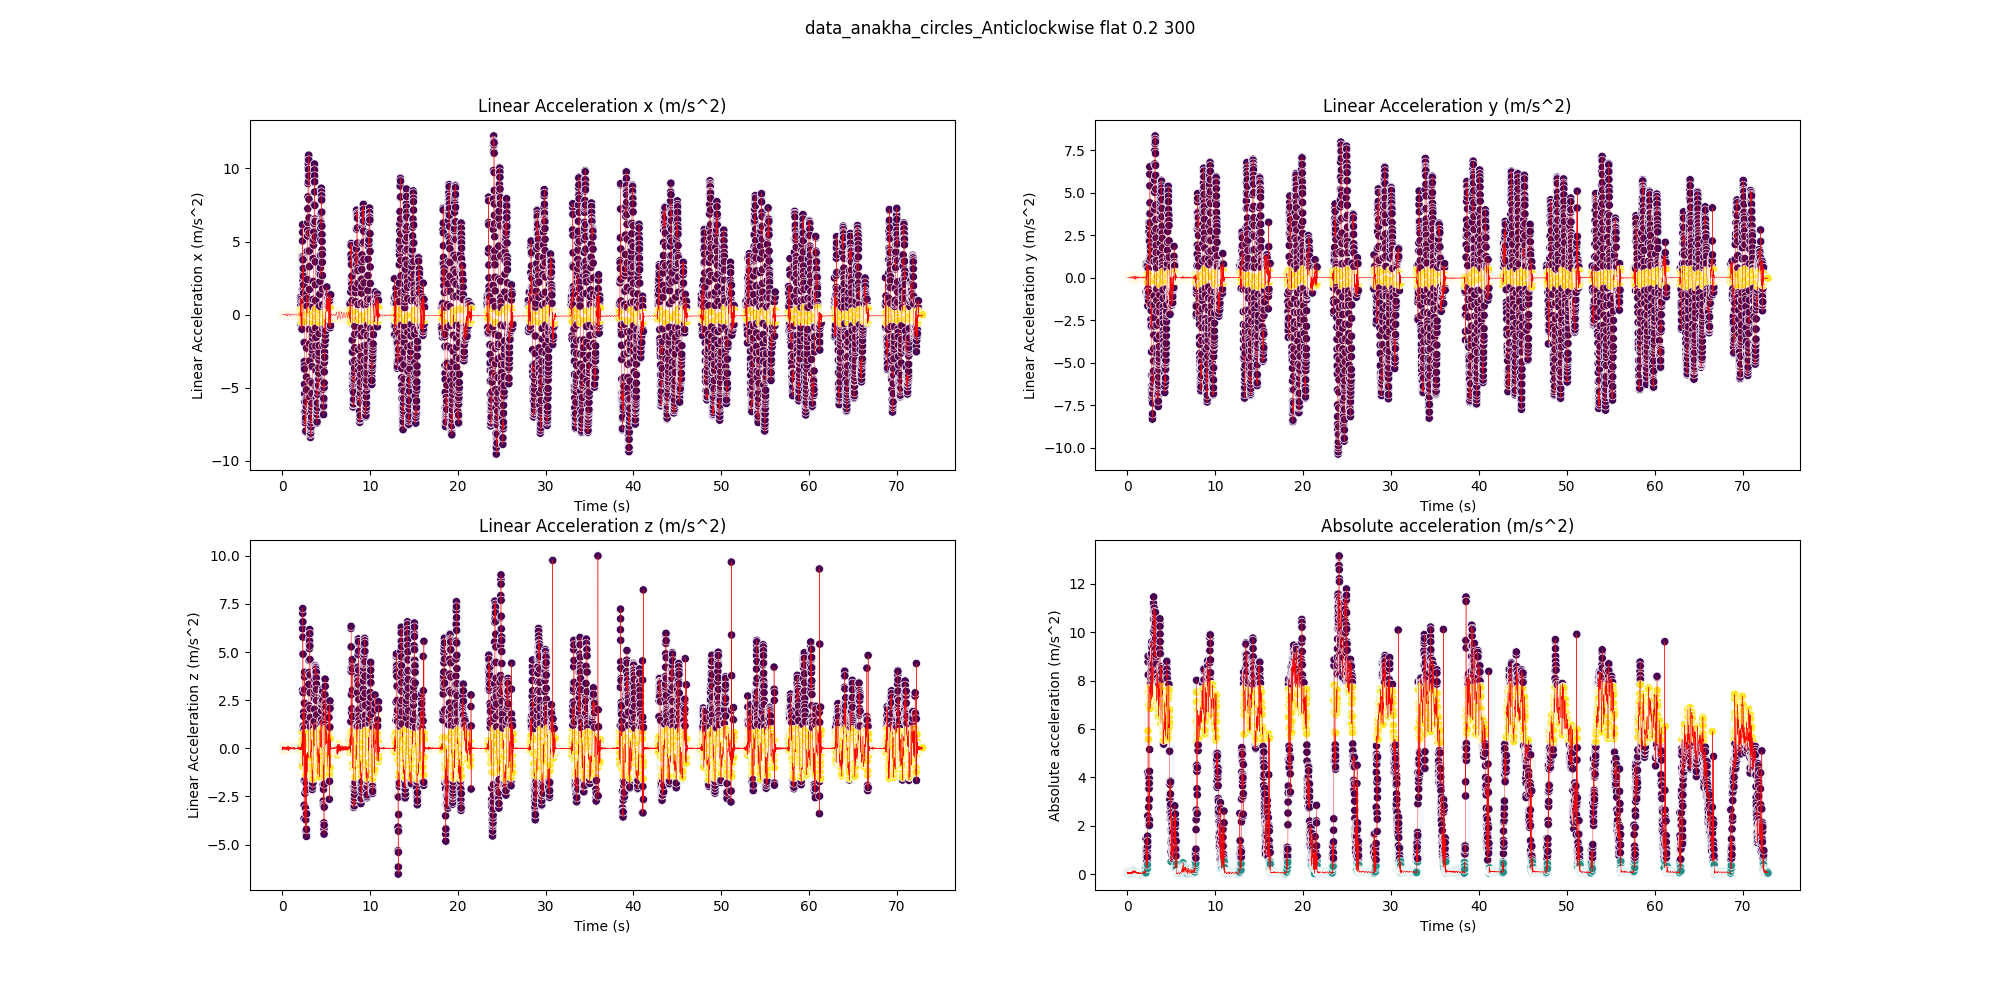 data_anakha_circles_Anticlockwise flat 0.2 300
Linear Acceleration x (m/s^2)
Linear Acceleration x (m/s^2)
10
5
0
−5
−10
0 10 20 30 40 50 60 70
Time (s)
Linear Acceleration y (m/s^2)
Linear Acceleration y (m/s^2)
7.5
5.0
2.5
0.0
−2.5
−5.0
−7.5
−10.0
0 10 20 30 40 50 60 70
Time (s)
Linear Acceleration z (m/s^2)
Linear Acceleration z (m/s^2)
10.0
7.5
5.0
2.5
0.0
−2.5
−5.0
0 10 20 30 40 50 60 70
Time (s)
Absolute acceleration (m/s^2)
Absolute acceleration (m/s^2)
12
10
8
6
4
2
0
0 10 20 30 40 50 60 70
Time (s)